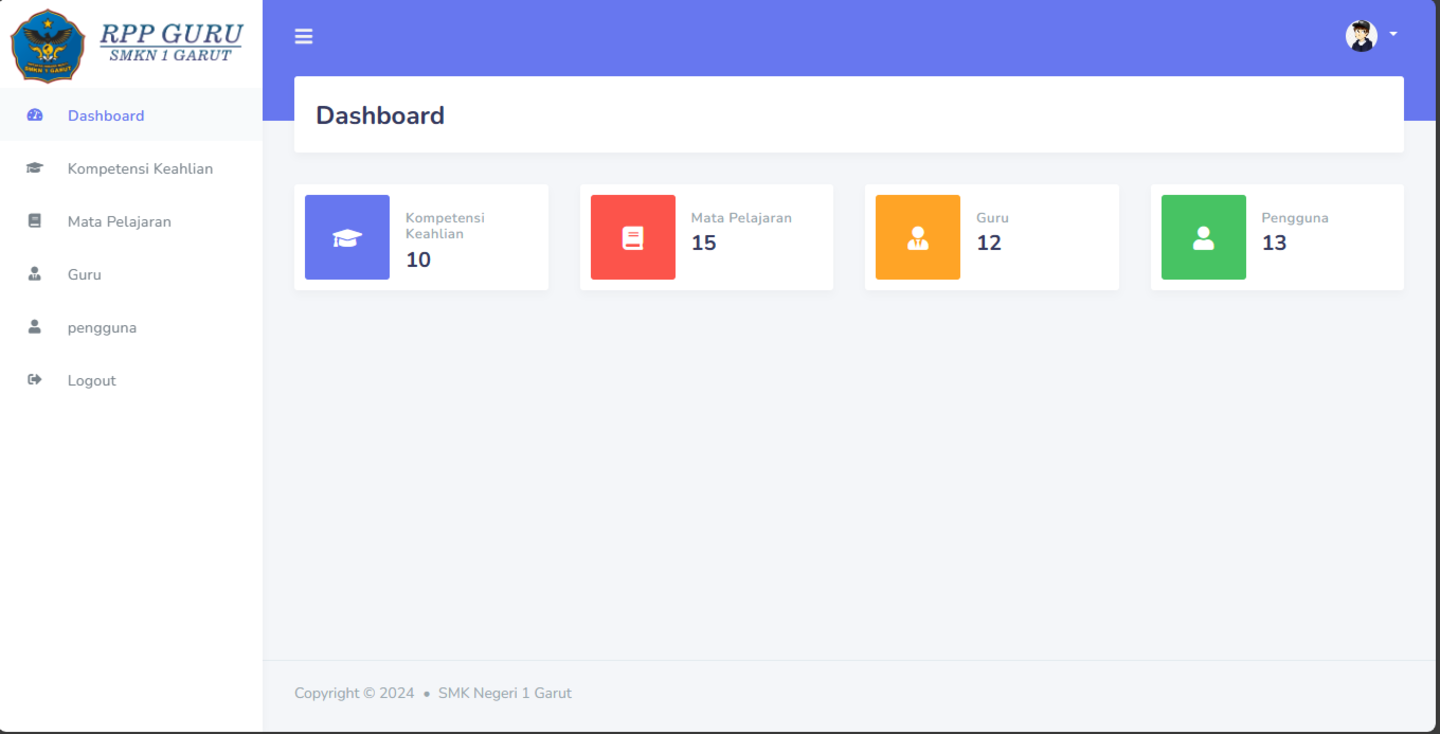 RPP GURU
SMKN 1 GARUT
Dashboard
Kompetensi Keahlian
Mata Pelajaran
Guru
pengguna
Logout
Dashboard
Kompetensi
Keahlian
10
Mata Pelajaran
15
Guru
12
Pengguna
13
Copyright © 2024 • SMK Negeri 1 Garut